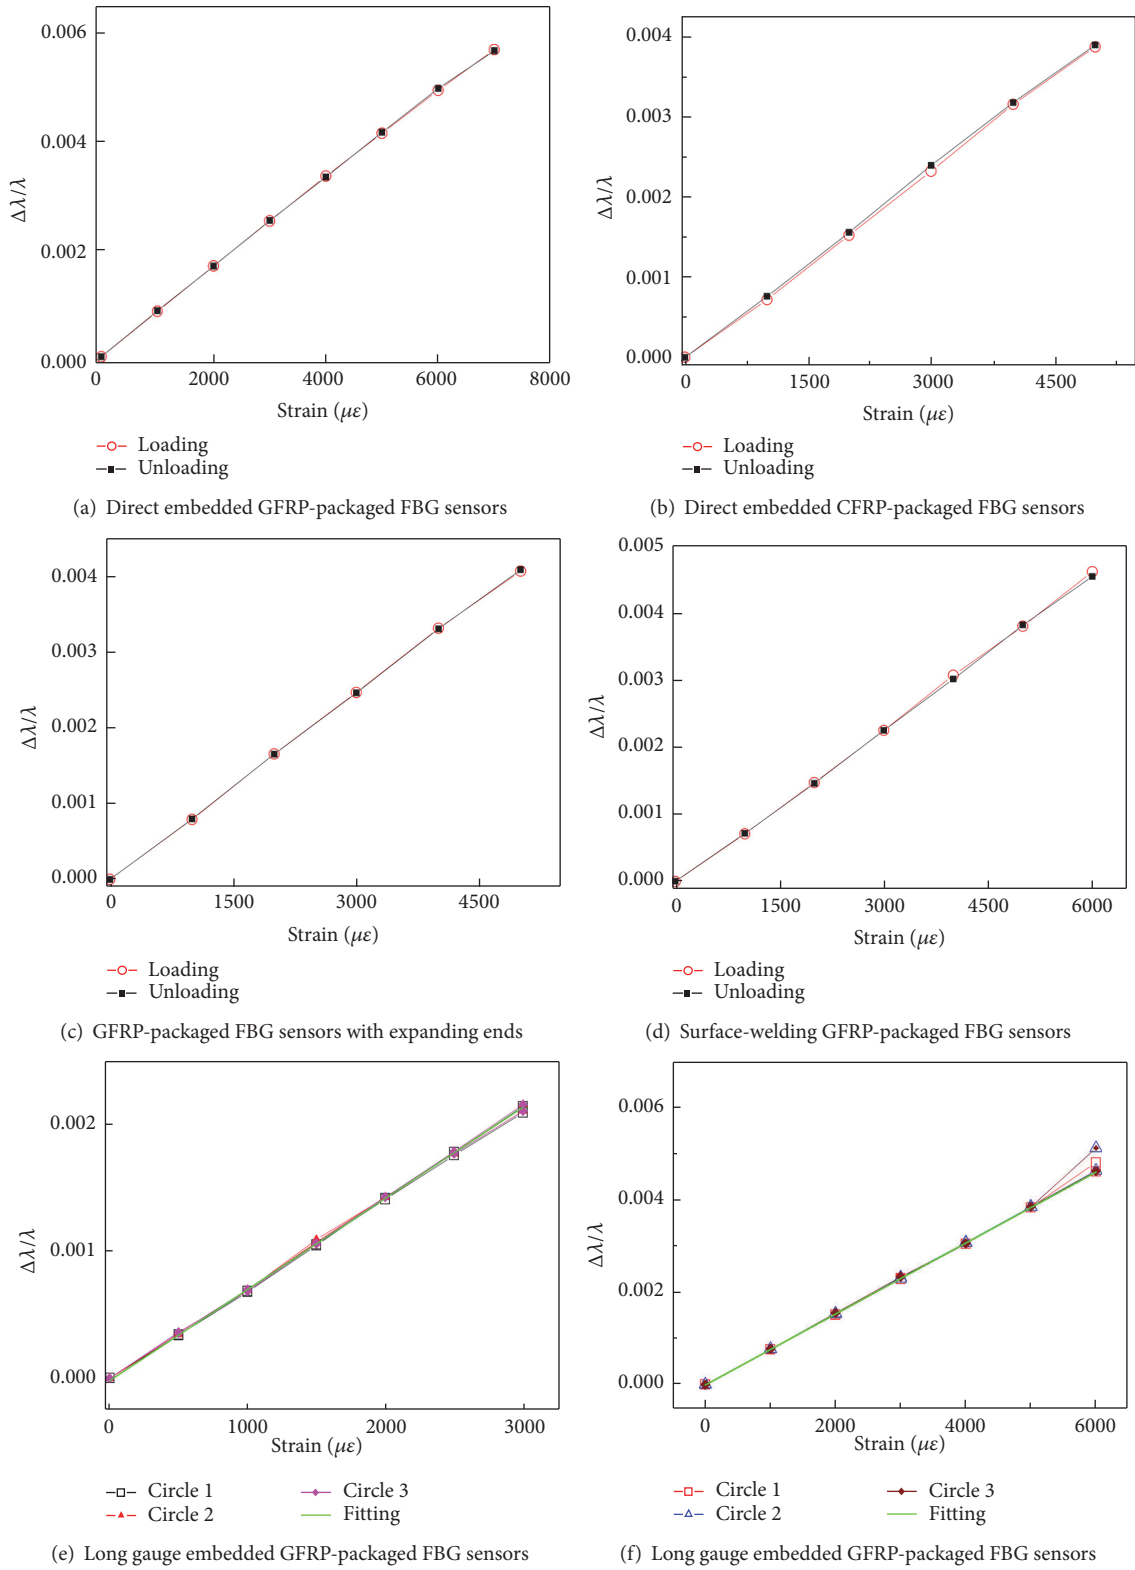 0.006
0.004
0.002
0.000
Δλ/λ
0 2000 4000 6000 8000
Strain (με)
Loading
Unloading
(a) Direct embedded GFRP-packaged FBG sensors
0.004
0.003
0.002
0.001
0.000
Δλ/λ
0 1500 3000 4500
Strain (με)
Loading
Unloading
(b) Direct embedded CFRP-packaged FBG sensors
0.004
0.003
0.002
0.001
0.000
Δλ/λ
0 1500 3000 4500
Strain (με)
Loading
Unloading
(c) GFRP-packaged FBG sensors with expanding ends
0.005
0.004
0.003
0.002
0.001
0.000
Δλ/λ
0 1500 3000 4500 6000
Strain (με)
Loading
Unloading
(d) Surface-welding GFRP-packaged FBG sensors
0.002
0.001
0.000
Δλ/λ
0 1000 2000 3000
Strain (με)
Circle 1 Circle 3
Circle 2 Fitting
(e) Long gauge embedded GFRP-packaged FBG sensors
0.006
0.004
0.002
0.000
Δλ/λ
0 2000 4000 6000
Strain (με)
Circle 1 Circle 3
Circle 2 Fitting
(f) Long gauge embedded GFRP-packaged FBG sensors